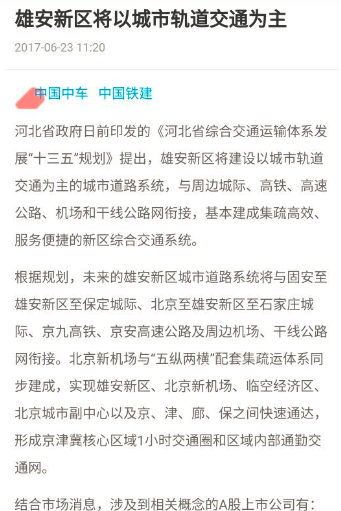 雄安新区将以城市轨道交通为主
2017-06-23 11:20
中国中车 中国铁建
河北省政府日前印发的《河北省综合交通运输体系发
展“十三五”规划》提出，雄安新区将建设以城市轨道
交通为主的城市道路系统，与周边城际、高铁、高速
公路、机场和干线公路网衔接，基本建成集疏高效、
服务便捷的新区综合交通系统。
根据规划，未来的雄安新区城市道路系统将与固安至
雄安新区至保定城际、北京至雄安新区至石家庄城
际、京九高铁、京安高速公路及周边机场、干线公路
网衔接。北京新机场与“五纵两横”配套集疏运体系同
步建成，实现雄安新区、北京新机场、临空经济区、
北京城市副中心以及京、津、廊、保之间快速通达，
形成京津冀核心区域1小时交通圈和区域内部通勤交
通网。
结合市场消息，涉及到相关概念的A股上市公司有：